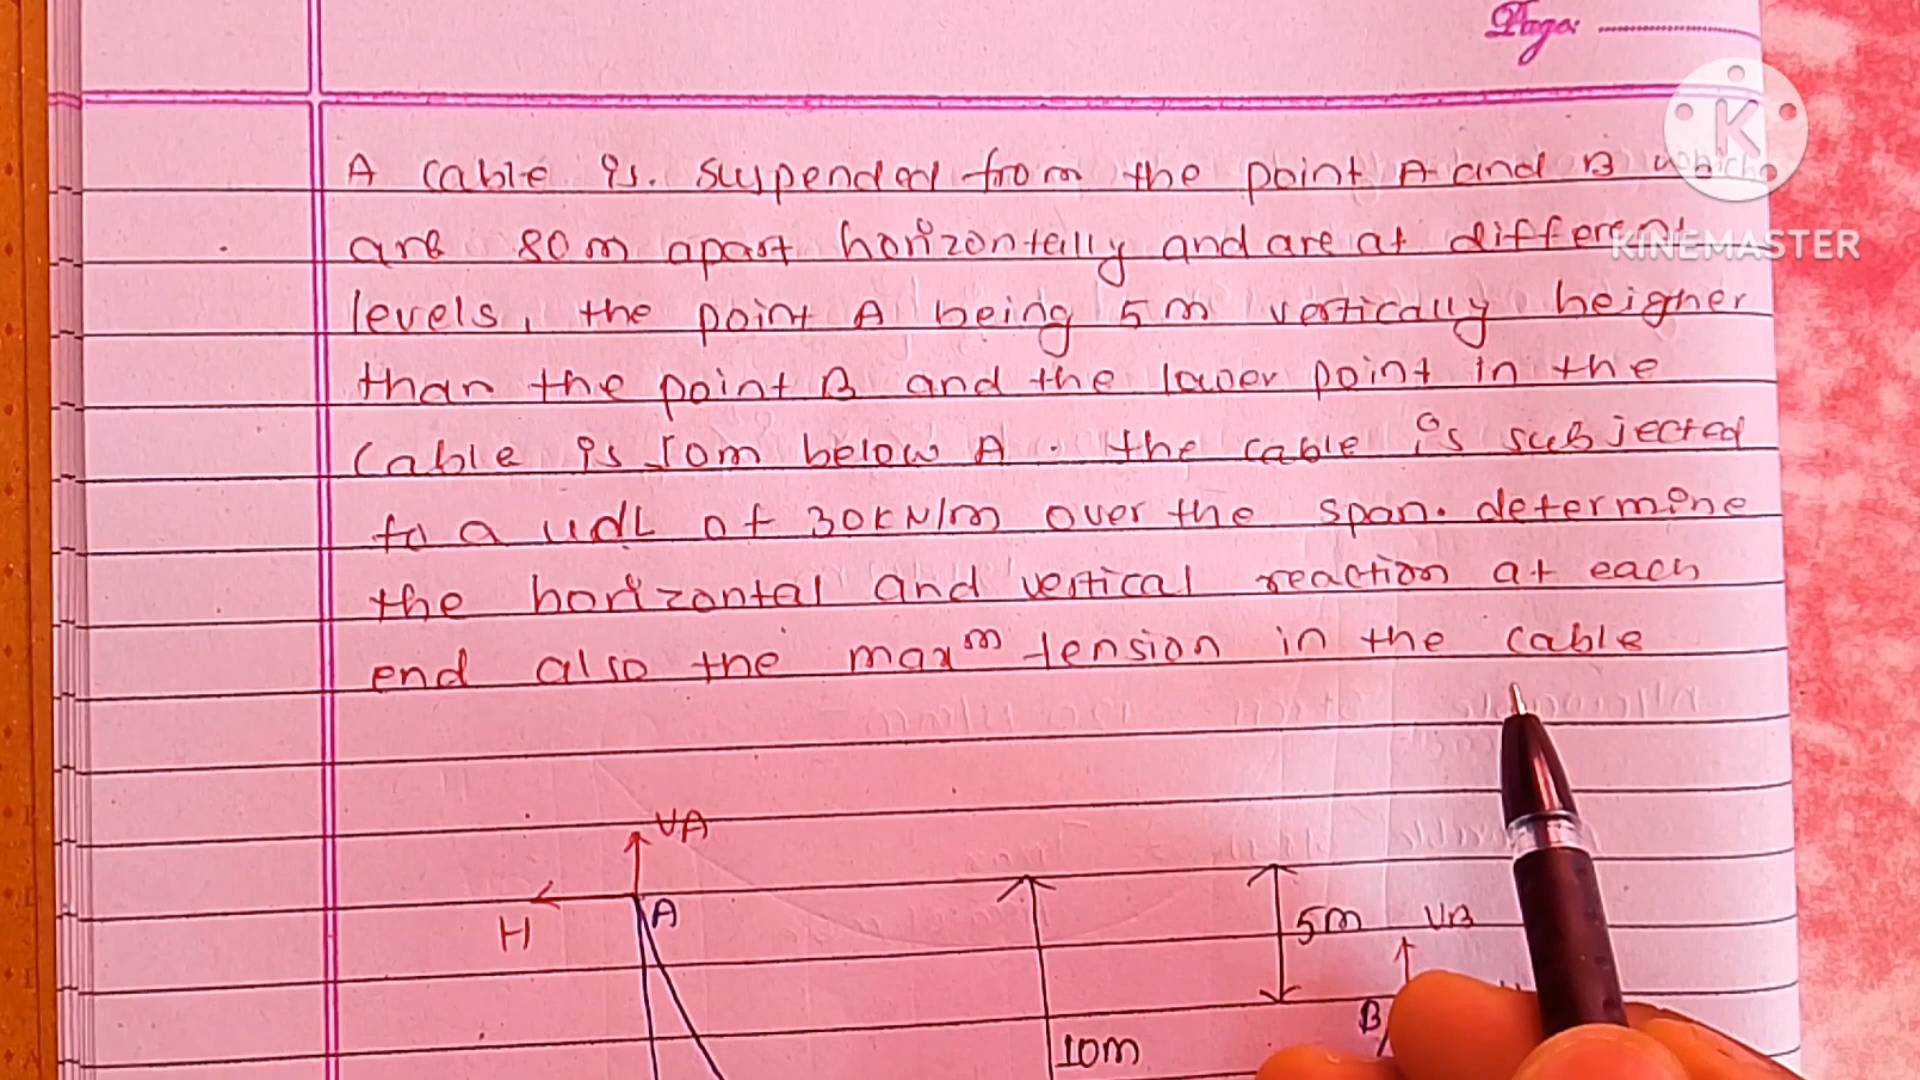 Page:
K
KINEMASTER
A cable is. suspended from the point A and B which
are 80m apart horizontally and are at different
levels, the point A being 5m vertically heigher
than the point B and the lower point in the
cable is 10m below A. the cable is subjected
to a udL of 30kN/m over the span. determine
the horizontal and vertical reaction at each
end also the maxᵐ tension in the cable
VA
H
A
5m
VB
B
10m